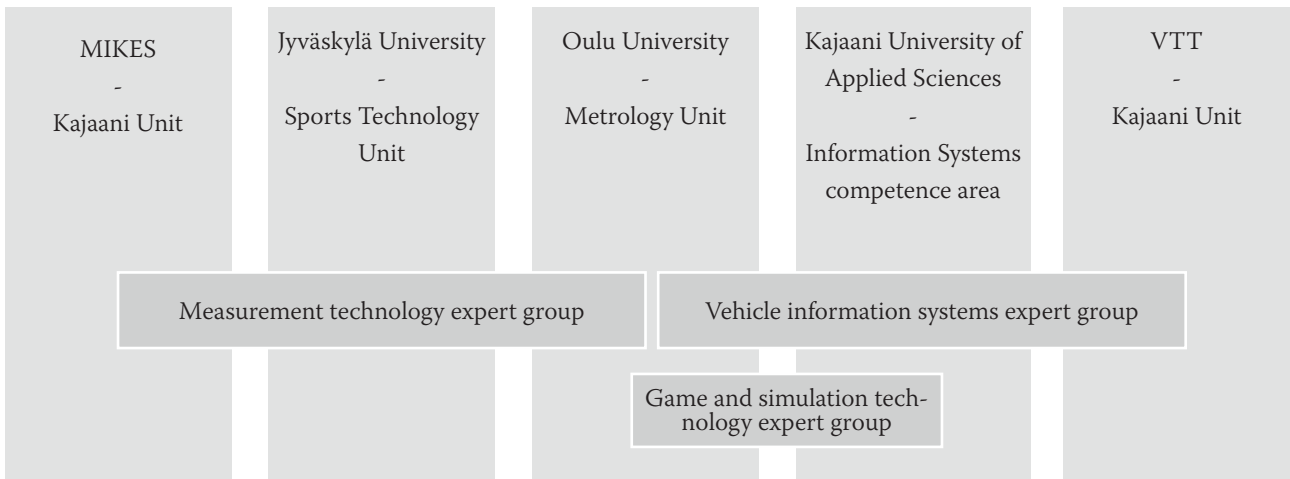 MIKES
-
Kajaani Unit
Jyväskylä University
-
Sports Technology
Unit
Oulu University
-
Metrology Unit
Kajaani University of
Applied Sciences
-
Information Systems
competence area
VTT
-
Kajaani Unit
Measurement technology expert group
Vehicle information systems expert group
Game and simulation tech-
nology expert group